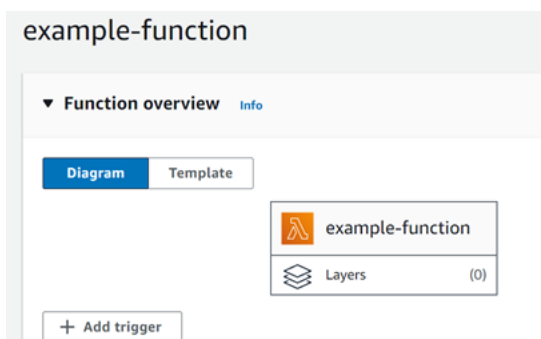 example-function
Function overview Info
Diagram Template
example-function
Layers (0)
+ Add trigger